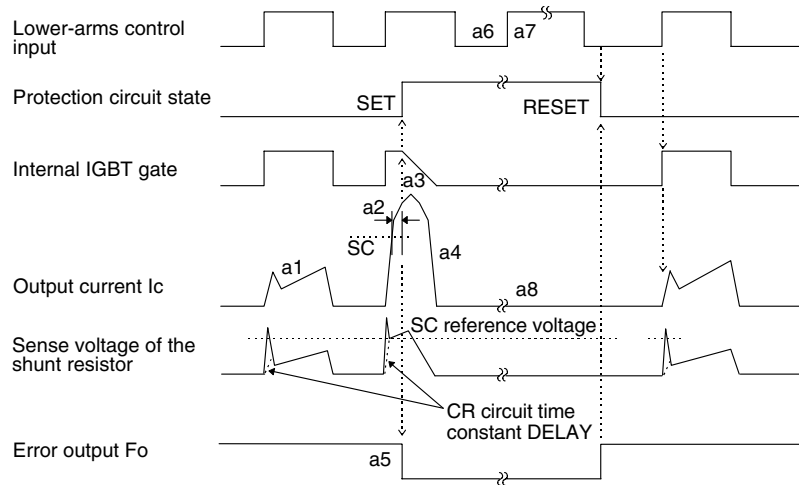 Lower-arms control
input
a6
a7
Protection circuit state
SET
RESET
Internal IGBT gate
a3
a2
SC
a4
a1
Output current Ic
a8
SC reference voltage
Sense voltage of the
shunt resistor
CR circuit time
constant DELAY
Error output Fo
a5